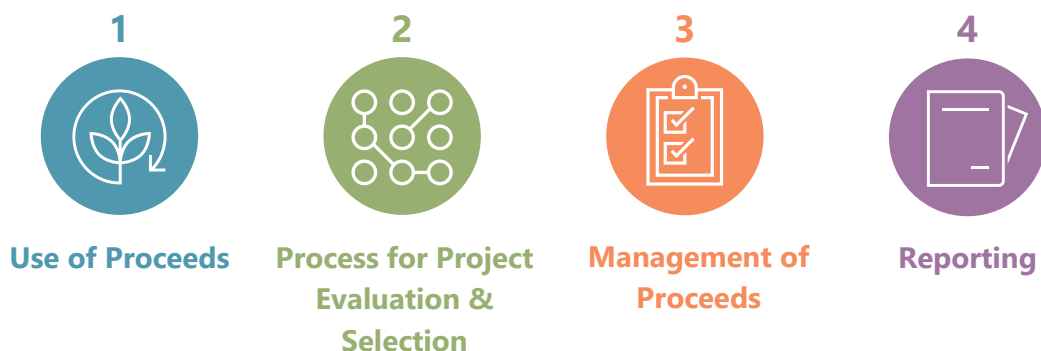 1
Use of Proceeds
2
Process for Project
Evaluation &
Selection
3
Management of
Proceeds
4
Reporting